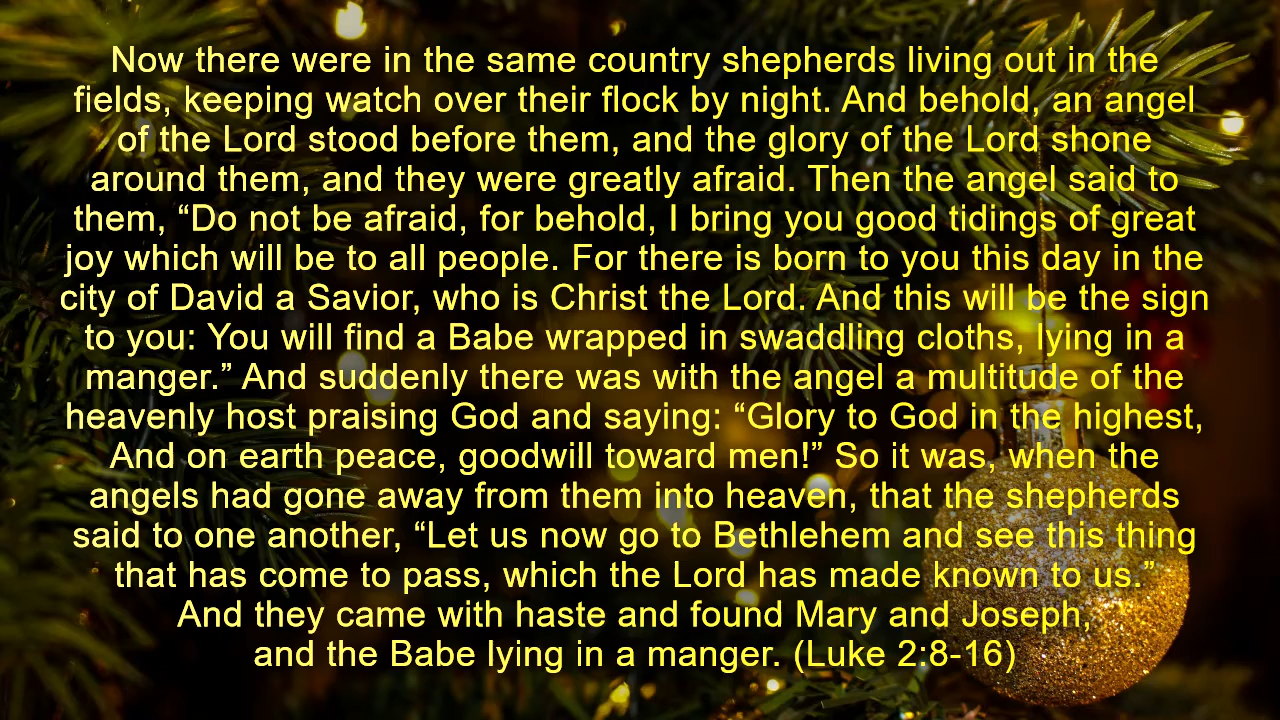 Now there were in the same country shepherds living out in the
fields, keeping watch over their flock by night. And behold, an angel
of the Lord stood before them, and the glory of the Lord shone
around them, and they were greatly afraid. Then the angel said to
them, “Do not be afraid, for behold, I bring you good tidings of great
joy which will be to all people. For there is born to you this day in the
city of David a Savior, who is Christ the Lord. And this will be the sign
to you: You will find a Babe wrapped in swaddling cloths, lying in a
manger.” And suddenly there was with the angel a multitude of the
heavenly host praising God and saying: “Glory to God in the highest,
And on earth peace, goodwill toward men!” So it was, when the
angels had gone away from them into heaven, that the shepherds
said to one another, “Let us now go to Bethlehem and see this thing
that has come to pass, which the Lord has made known to us.”
And they came with haste and found Mary and Joseph,
and the Babe lying in a manger. (Luke 2:8-16)